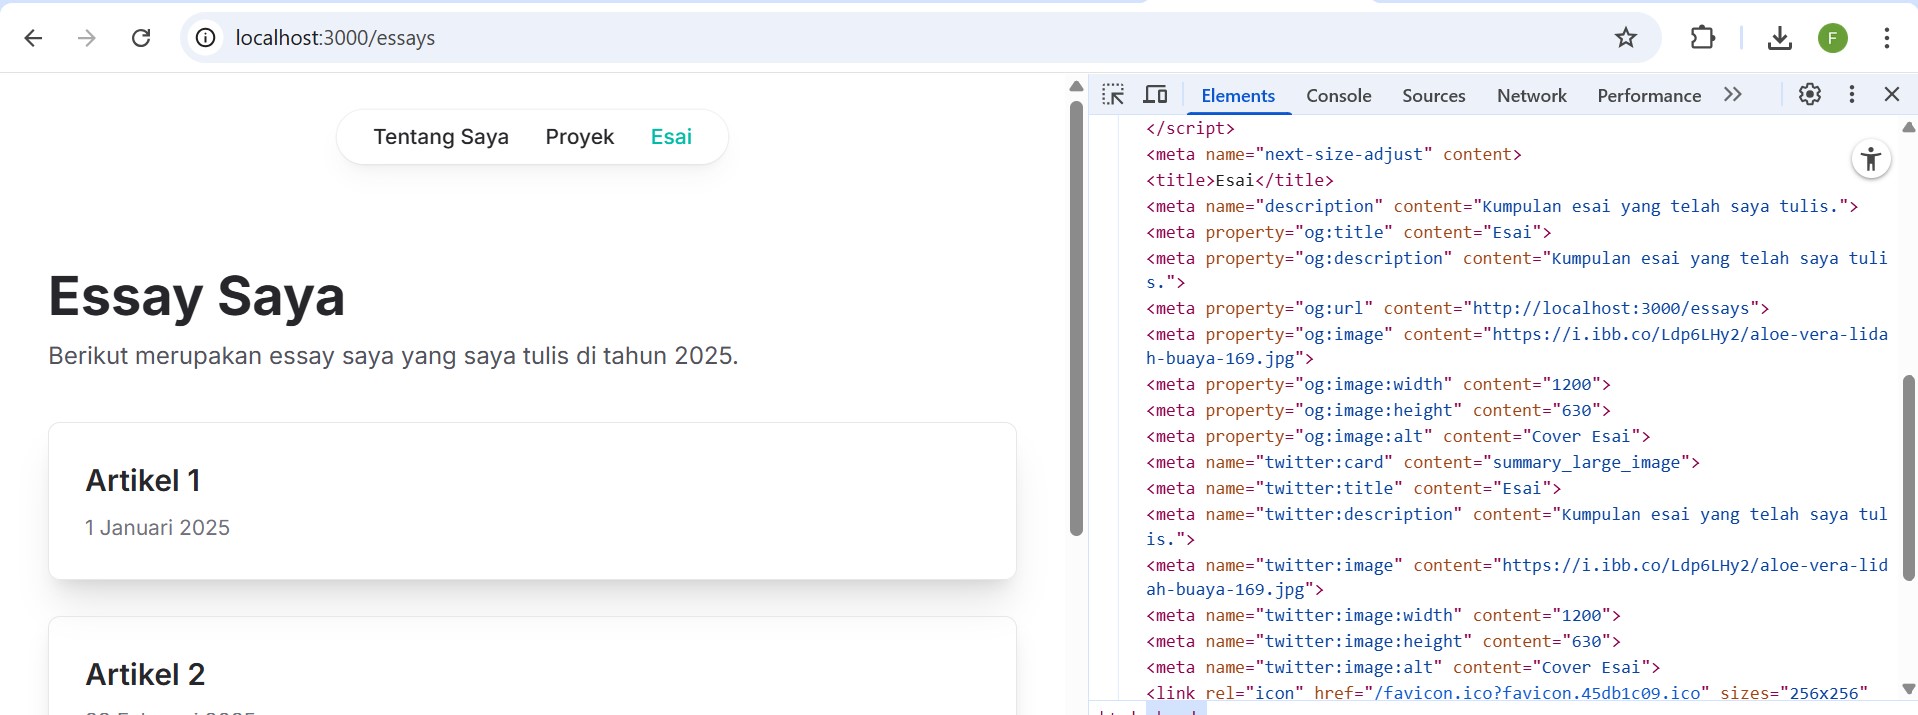 localhost:3000/essays
F
Tentang Saya Proyek Esai
Essay Saya
Berikut merupakan essay saya yang saya tulis di tahun 2025.
Artikel 1
1 Januari 2025
Artikel 2
Elements Console Sources Network Performance
</script>
<meta name="next-size-adjust" content>
<title>Esai</title>
<meta name="description" content="Kumpulan esai yang telah saya tulis.">
<meta property="og:title" content="Esai">
<meta property="og:description" content="Kumpulan esai yang telah saya tuli
s.">
<meta property="og:url" content="http://localhost:3000/essays">
<meta property="og:image" content="https://i.ibb.co/Ldp6LHy2/aloe-vera-lida
h-buaya-169.jpg">
<meta property="og:image:width" content="1200">
<meta property="og:image:height" content="630">
<meta property="og:image:alt" content="Cover Esai">
<meta name="twitter:card" content="summary_large_image">
<meta name="twitter:title" content="Esai">
<meta name="twitter:description" content="Kumpulan esai yang telah saya tul
is.">
<meta name="twitter:image" content="https://i.ibb.co/Ldp6LHy2/aloe-vera-lid
ah-buaya-169.jpg">
<meta name="twitter:image:width" content="1200">
<meta name="twitter:image:height" content="630">
<meta name="twitter:image:alt" content="Cover Esai">
<link rel="icon" href="/favicon.ico?favicon.45db1c09.ico" sizes="256x256"